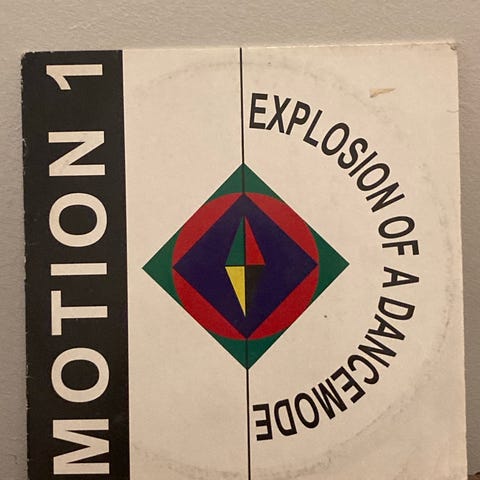 MOTION 1
EXPLOSION OF A DANCEMODE